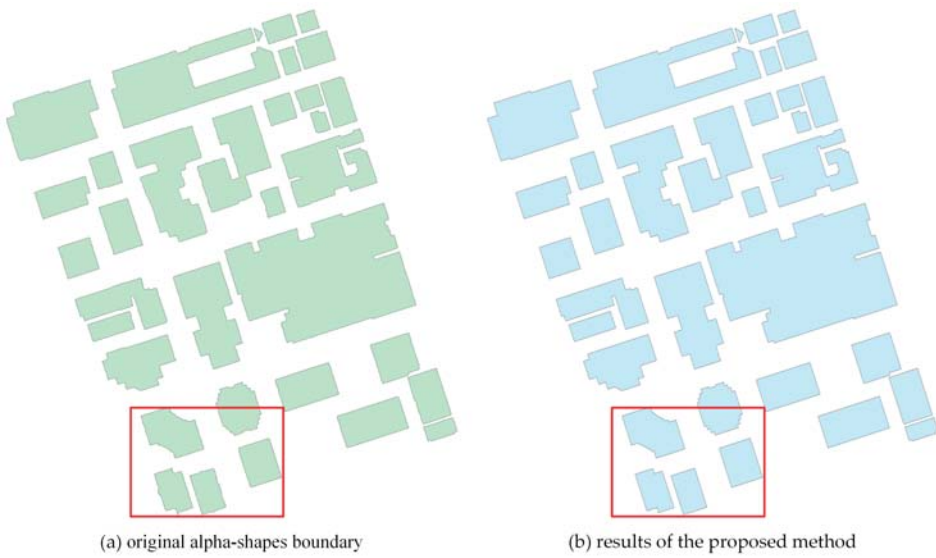 (a) original alpha-shapes boundary
(b) results of the proposed method